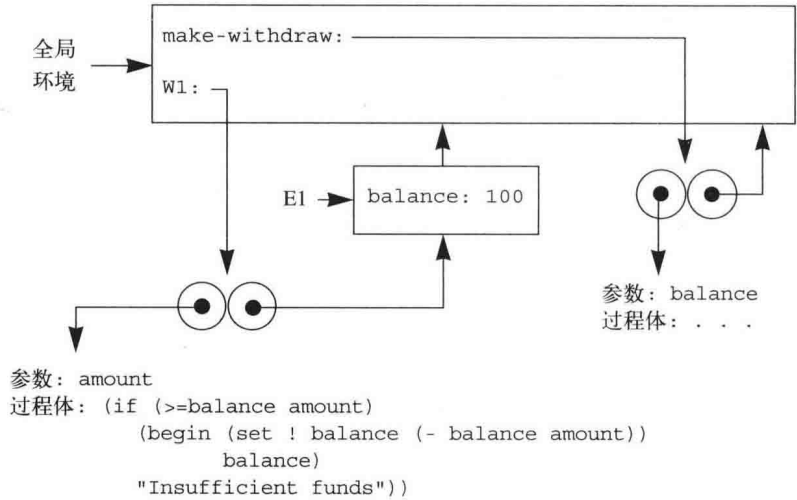 全局
环境
make-withdraw:
W1:
E1
balance: 100
参数: balance
过程体: . . .
参数: amount
过程体: (if (>=balance amount)
(begin (set ! balance (- balance amount))
balance)
"Insufficient funds"))